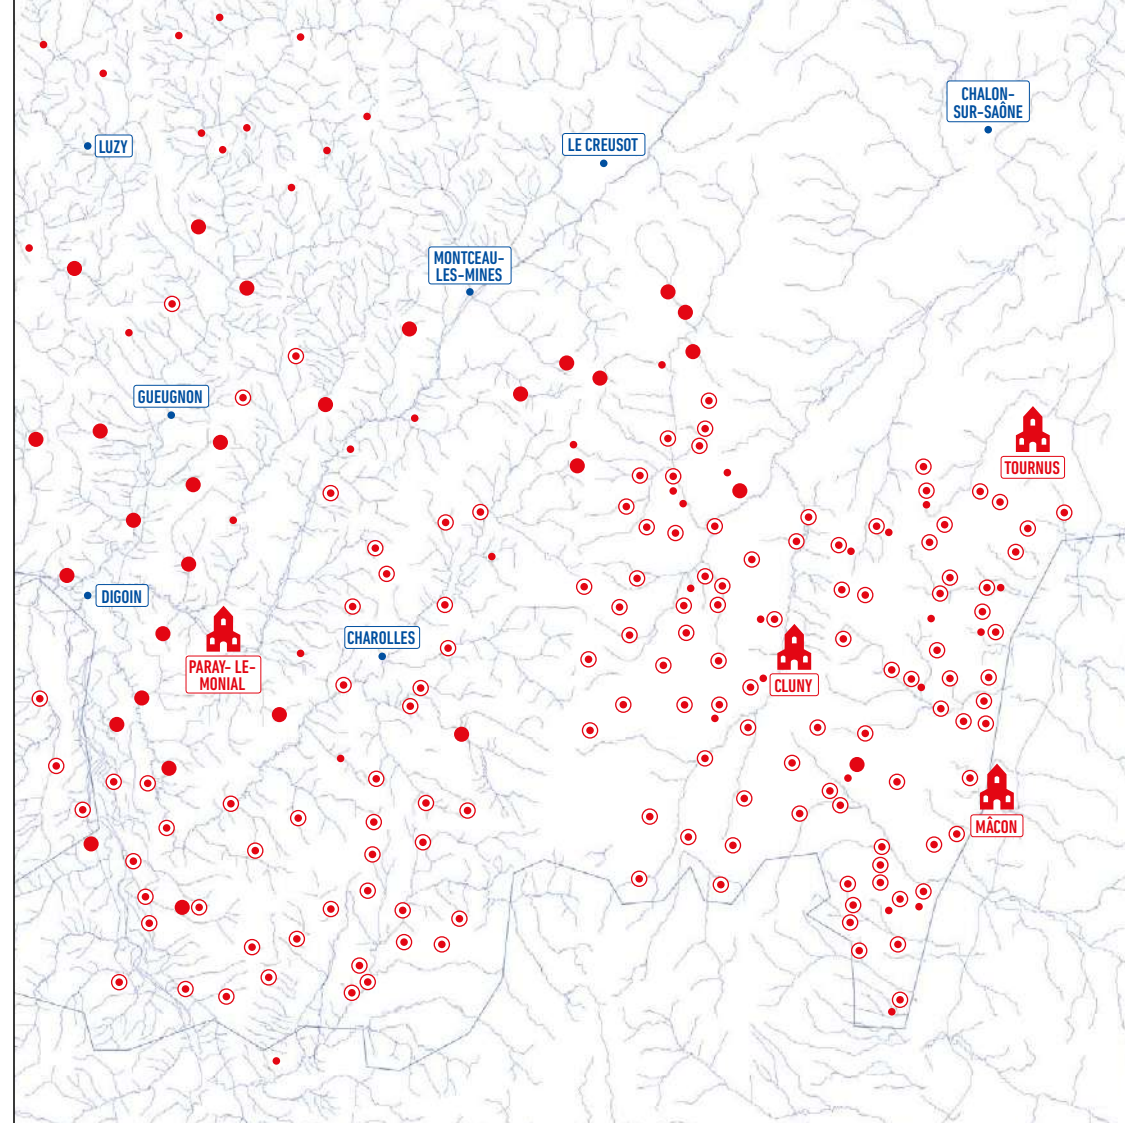 CHALON-
SUR-SAÔNE
LUZY
LE CREUSOT
MONTCEAU-
LES-MINES
GUEUGNON
TOURNUS
DIGOIN
CHAROLLES
PARAY- LE-
MONIAL
CLUNY
MÂCON